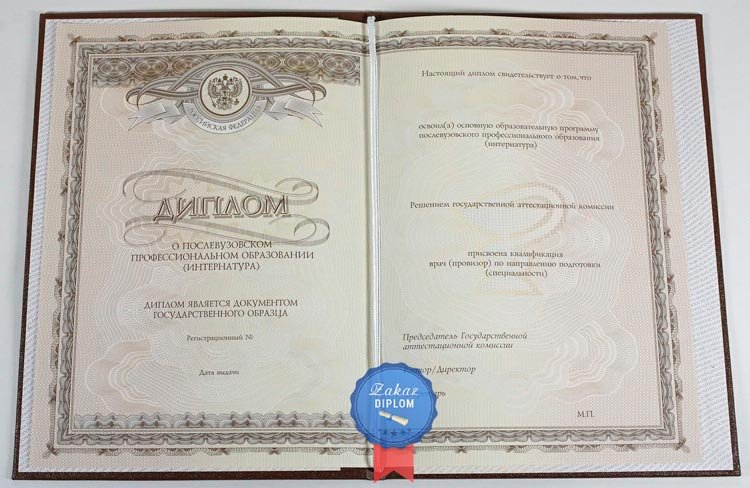 РОССИЙСКАЯ ФЕДЕРАЦИЯ
ДИПЛОМ
О ПОСЛЕВУЗОВСКОМ
ПРОФЕССИОНАЛЬНОМ ОБРАЗОВАНИИ
(ИНТЕРНАТУРА)
ДИПЛОМ ЯВЛЯЕТСЯ ДОКУМЕНТОМ
ГОСУДАРСТВЕННОГО ОБРАЗЦА
Регистрационный №
Дата выдачи
Настоящий диплом свидетельствует о том, что
освоил(а) основную образовательную программу
послевузовского профессионального образования
(интернатура)
Решением государственной аттестационной комиссии
присвоена квалификация
врач (провизор) по направлению подготовки
(специальности)
Председатель Государственной
аттестационной комиссии
/Директор
М.П.
Zakaz
DIPLOM